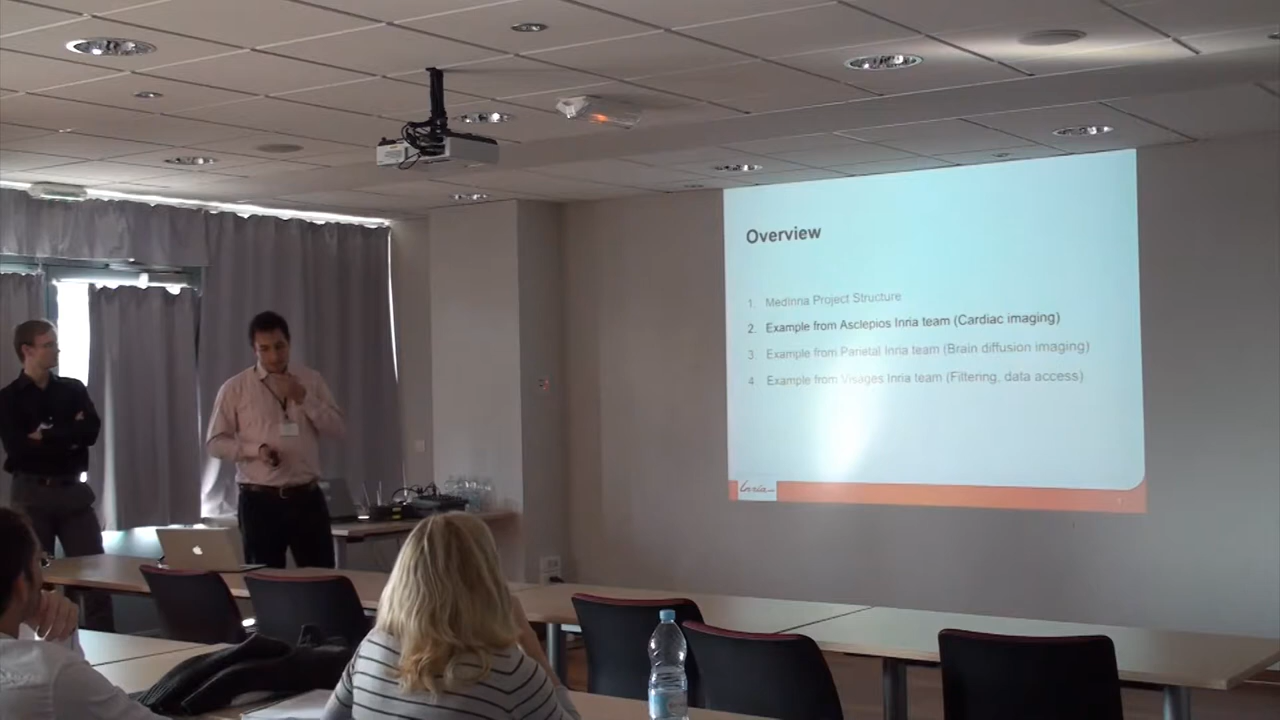 Overview
1. MedInria Project Structure
2. Example from Asclepios Inria team (Cardiac imaging)
3 Example from Parietal Inria team (Brain diffusion imaging)
4 Example from Visages Inria team (Filtering, data access)
Inria